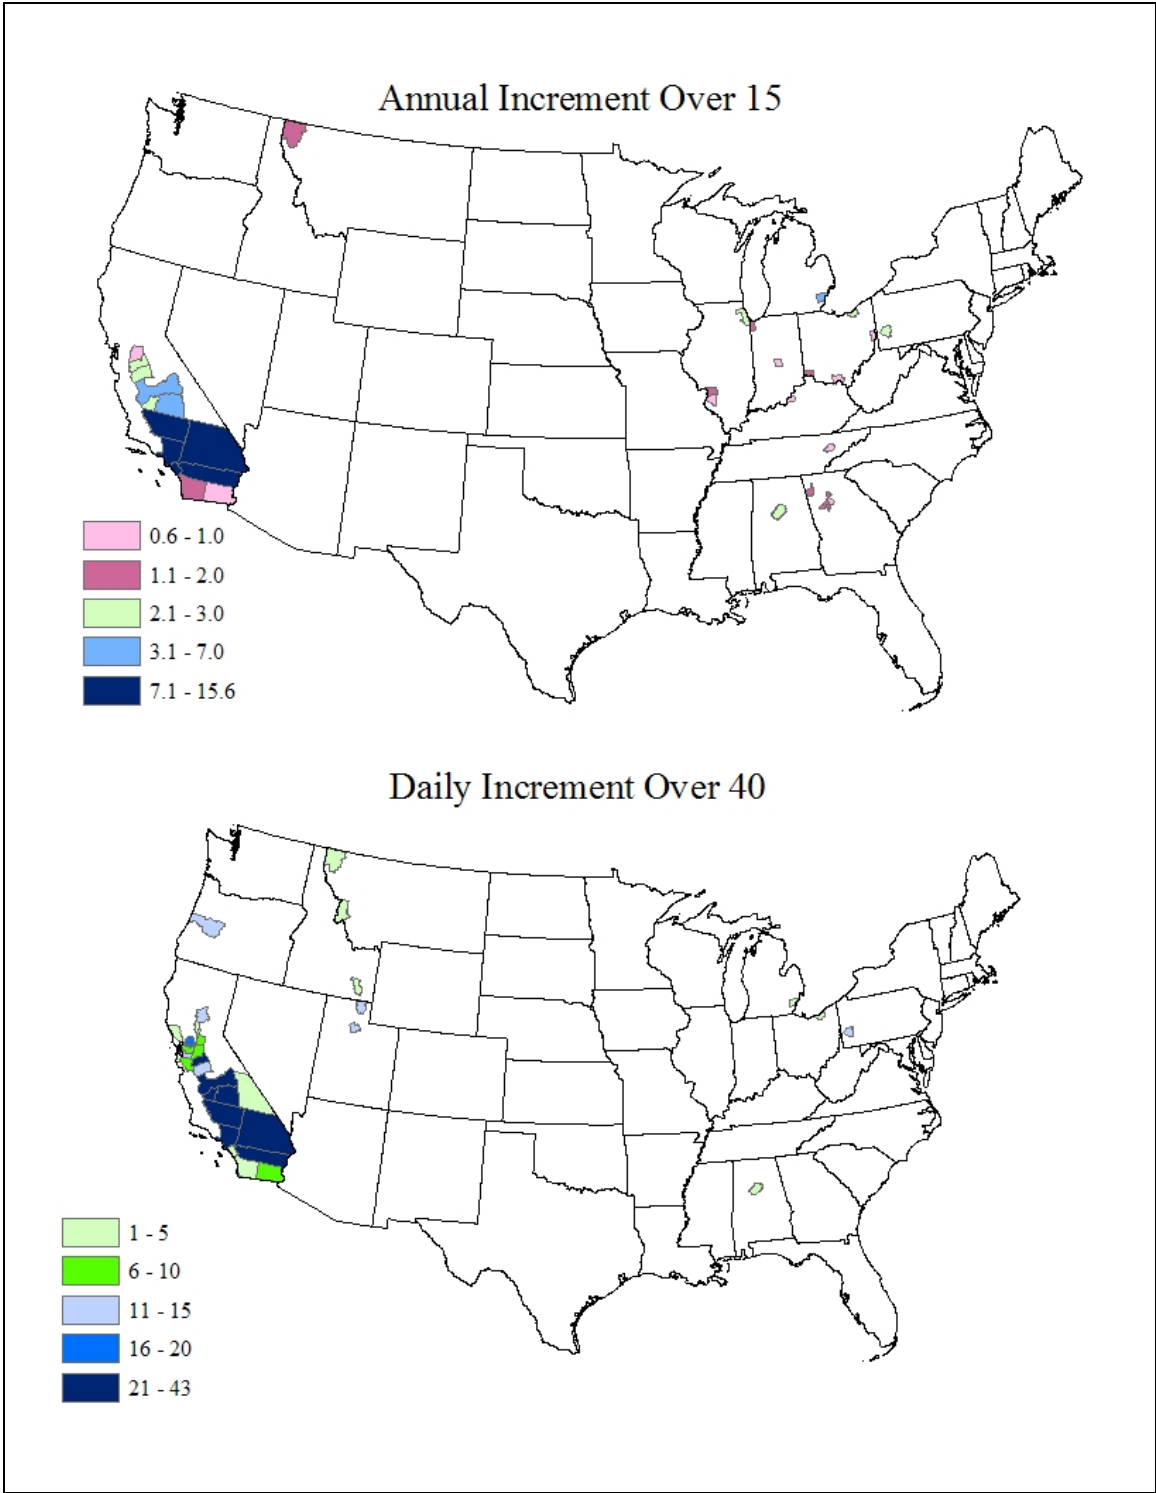 Annual Increment Over 15
0.6 - 1.0
1.1 - 2.0
2.1 - 3.0
3.1 - 7.0
7.1 - 15.6
Daily Increment Over 40
1 - 5
6 - 10
11 - 15
16 - 20
21 - 43